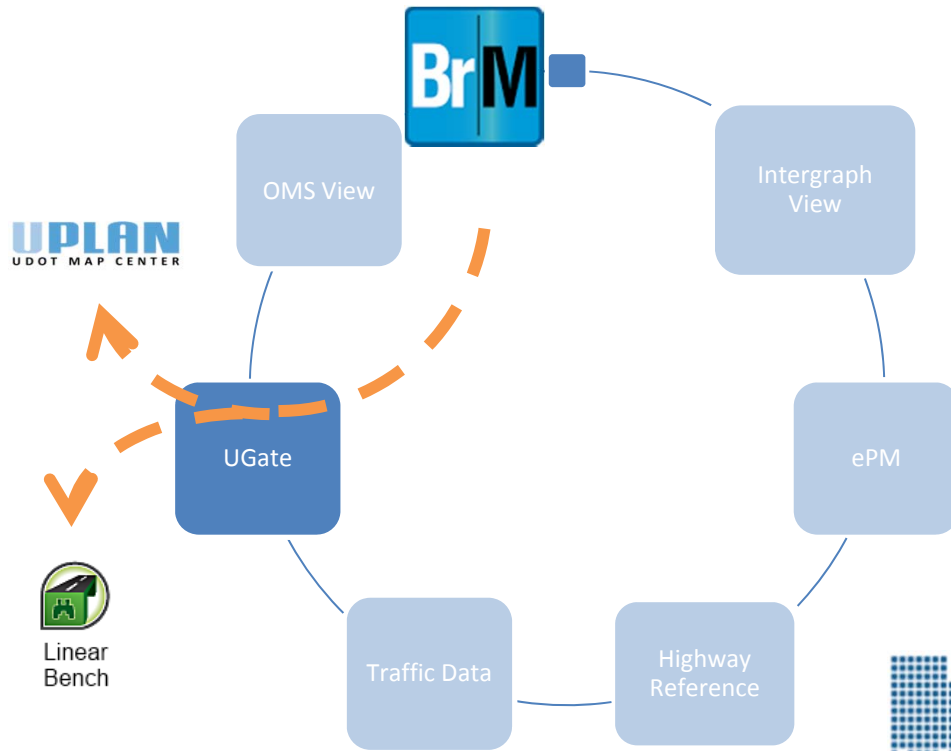 BrM
OMS View
Intergraph
View
UPLAN
UDOT MAP CENTER
UGate
ePM
Linear
Bench
Traffic Data
Highway
Reference